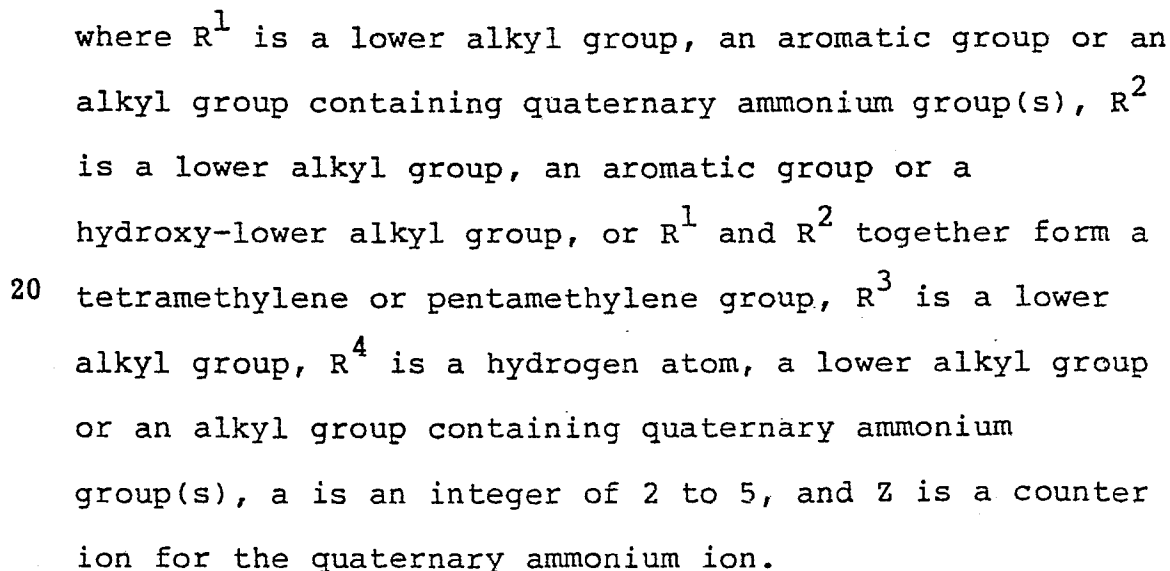 where R¹ is a lower alkyl group, an aromatic group or an
alkyl group containing quaternary ammonium group(s), R²
is a lower alkyl group, an aromatic group or a
hydroxy-lower alkyl group, or R¹ and R² together form a
20 tetramethylene or pentamethylene group, R³ is a lower
alkyl group, R⁴ is a hydrogen atom, a lower alkyl group
or an alkyl group containing quaternary ammonium
group(s), a is an integer of 2 to 5, and Z is a counter
ion for the quaternary ammonium ion.